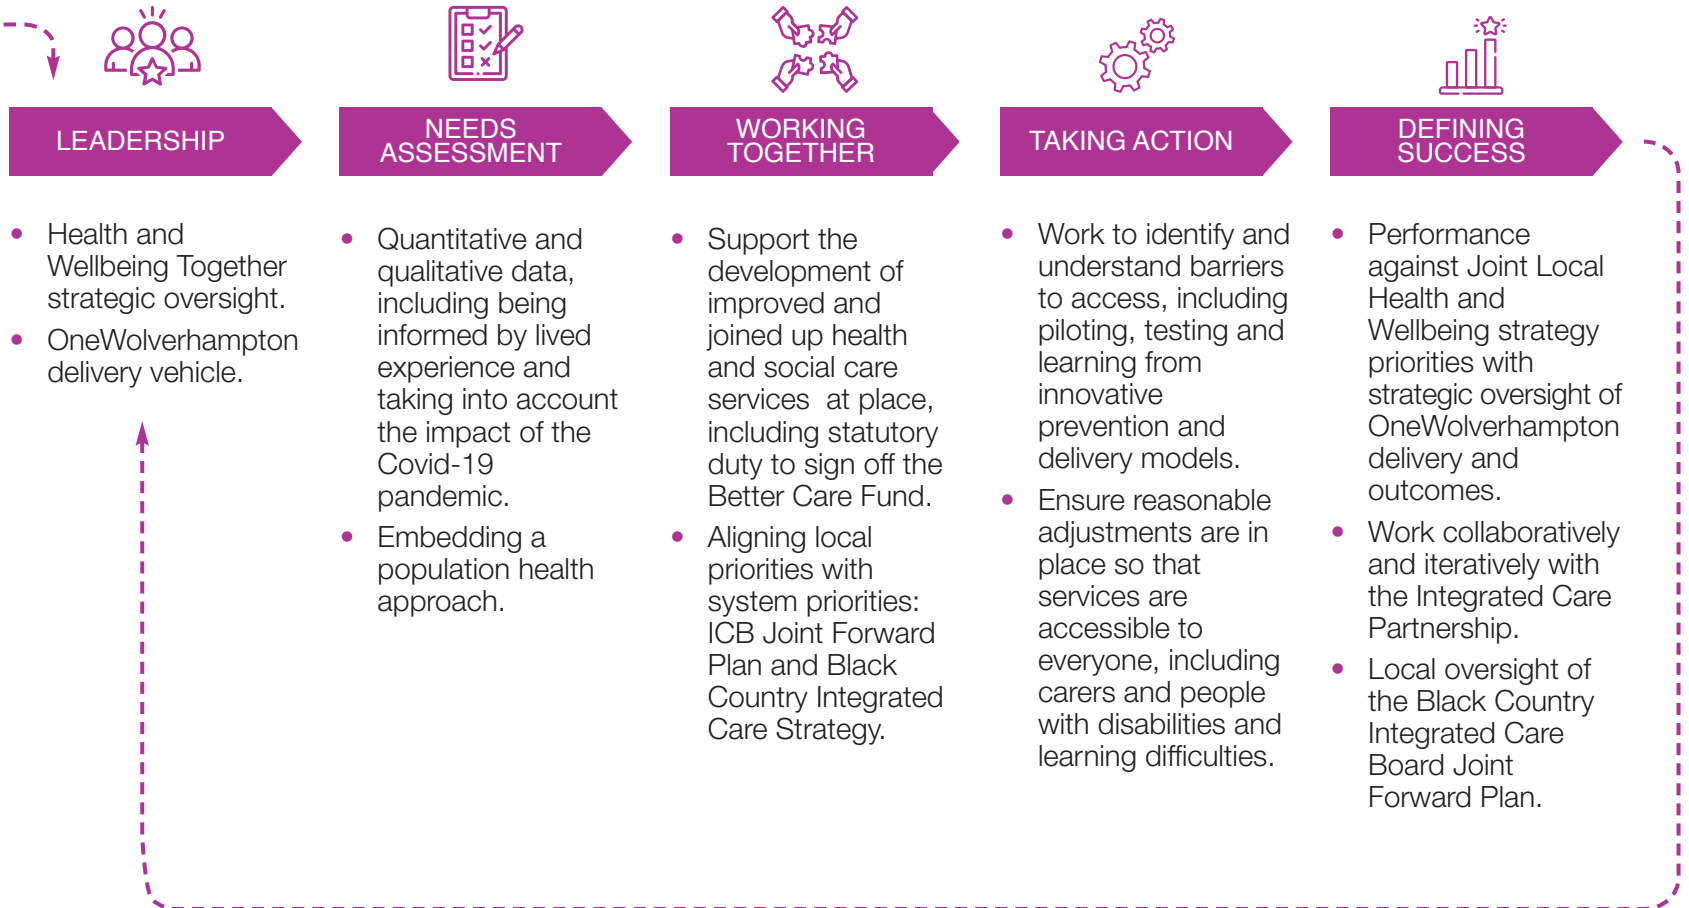 LEADERSHIP
• Health and
Wellbeing Together
strategic oversight.
• OneWolverhampton
delivery vehicle.
NEEDS
ASSESSMENT
• Quantitative and
qualitative data,
including being
informed by lived
experience and
taking into account
the impact of the
Covid-19
pandemic.
• Embedding a
population health
approach.
WORKING
TOGETHER
• Support the
development of
improved and
joined up health
and social care
services at place,
including statutory
duty to sign off the
Better Care Fund.
• Aligning local
priorities with
system priorities:
ICB Joint Forward
Plan and Black
Country Integrated
Care Strategy.
TAKING ACTION
• Work to identify and
understand barriers
to access, including
piloting, testing and
learning from
innovative
prevention and
delivery models.
• Ensure reasonable
adjustments are in
place so that
services are
accessible to
everyone, including
carers and people
with disabilities and
learning difficulties.
DEFINING
SUCCESS
• Performance
against Joint Local
Health and
Wellbeing strategy
priorities with
strategic oversight of
OneWolverhampton
delivery and
outcomes.
• Work collaboratively
and iteratively with
the Integrated Care
Partnership.
• Local oversight of
the Black Country
Integrated Care
Board Joint
Forward Plan.